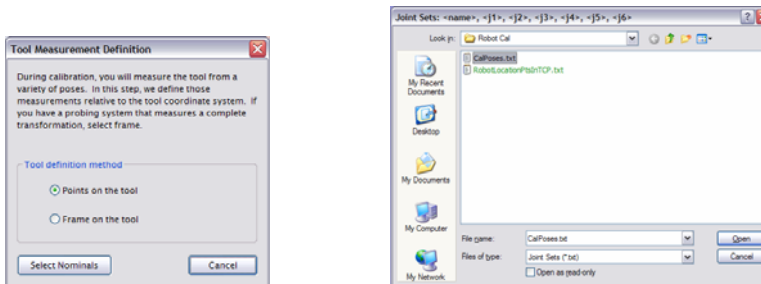 Tool Measurement Definition
During calibration, you will measure the tool from a
variety of poses. In this step, we define those
measurements relative to the tool coordinate system. If
you have a probing system that measures a complete
transformation, select frame.
Tool definition method
Points on the tool
Frame on the tool
Select Nominals
Cancel
Joint Sets: <name>, <j1>, <j2>, <j3>, <j4>, <j5>, <j6>
Look in:
Robot Cal
CalPoses.txt
RobotLocationPtsInTCP.txt
My Recent
Documents
Desktop
My Documents
My Computer
My Network
File name:
CalPoses.txt
Open
Files of type:
Joint Sets (*.txt)
Cancel
Open as read-only